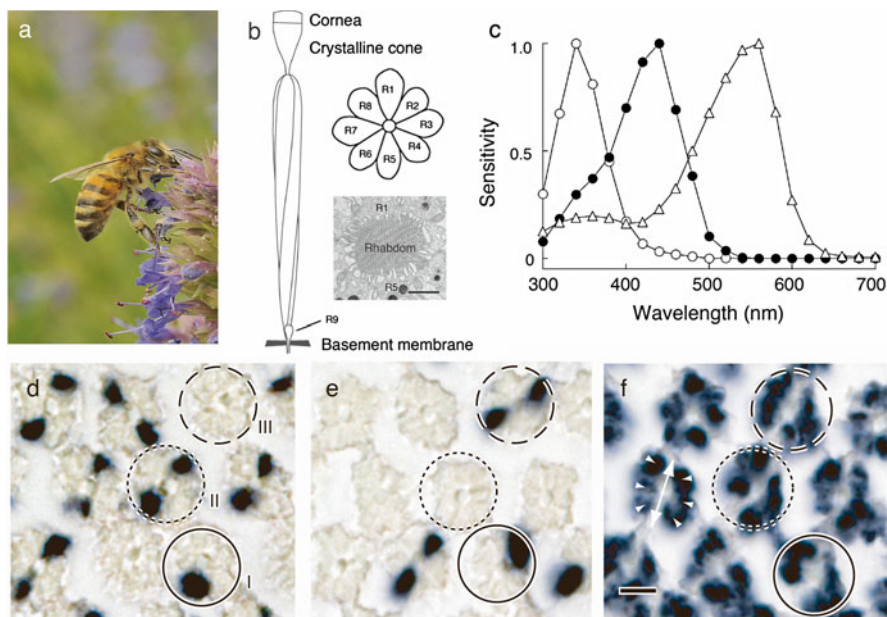 a
b
Cornea
Crystalline cone
R1
R2
R3
R4
R5
R6
R7
R8
R1
Rhabdom
R5
R9
Basement membrane
c
1.0
0.5
0
Sensitivity
300 400 500 600 700
Wavelength (nm)
d
III
II
I
e
f